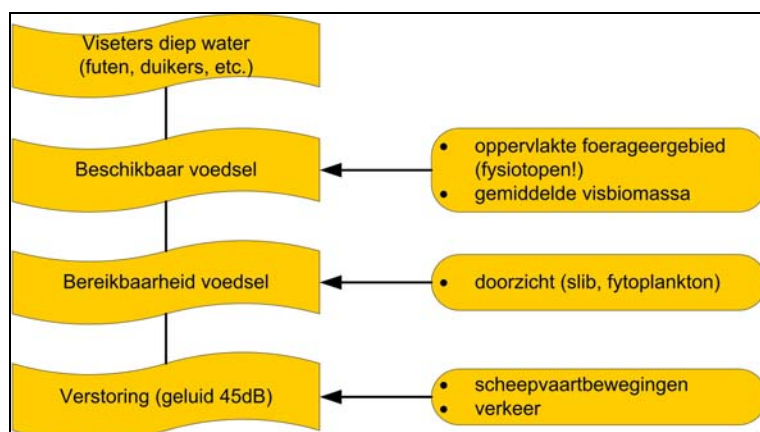 Viseters diep water
(futen, duikers, etc.)
Beschikbaar voedsel
• oppervlakte foerageergebied
(fysiotopen!)
• gemiddelde visbiomassa
Bereikbaarheid voedsel
• doorzicht (slib, fytoplankton)
Verstoring (geluid 45dB)
• scheepvaartbewegingen
• verkeer